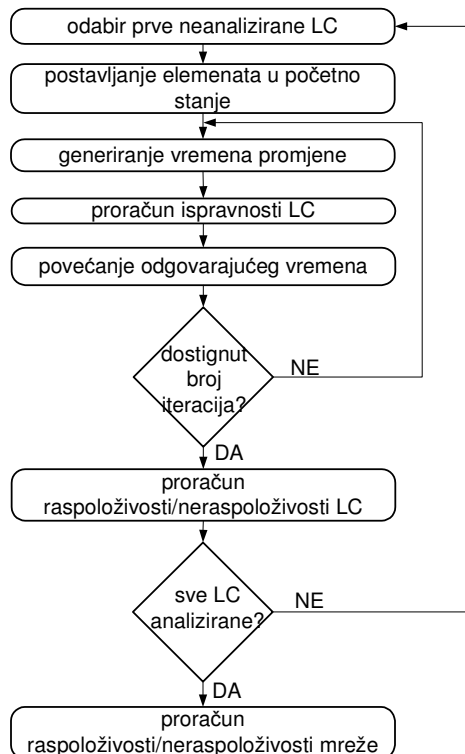 odabir prve neanalizirane LC
postavljanje elemenata u početno
stanje
generiranje vremena promjene
proračun ispravnosti LC
povećanje odgovarajućeg vremena
dostignut
broj
iteracija?
NE
DA
proračun
raspoloživosti/neraspoloživosti LC
sve LC
analizirane?
NE
DA
proračun
raspoloživosti/neraspoloživosti mreže